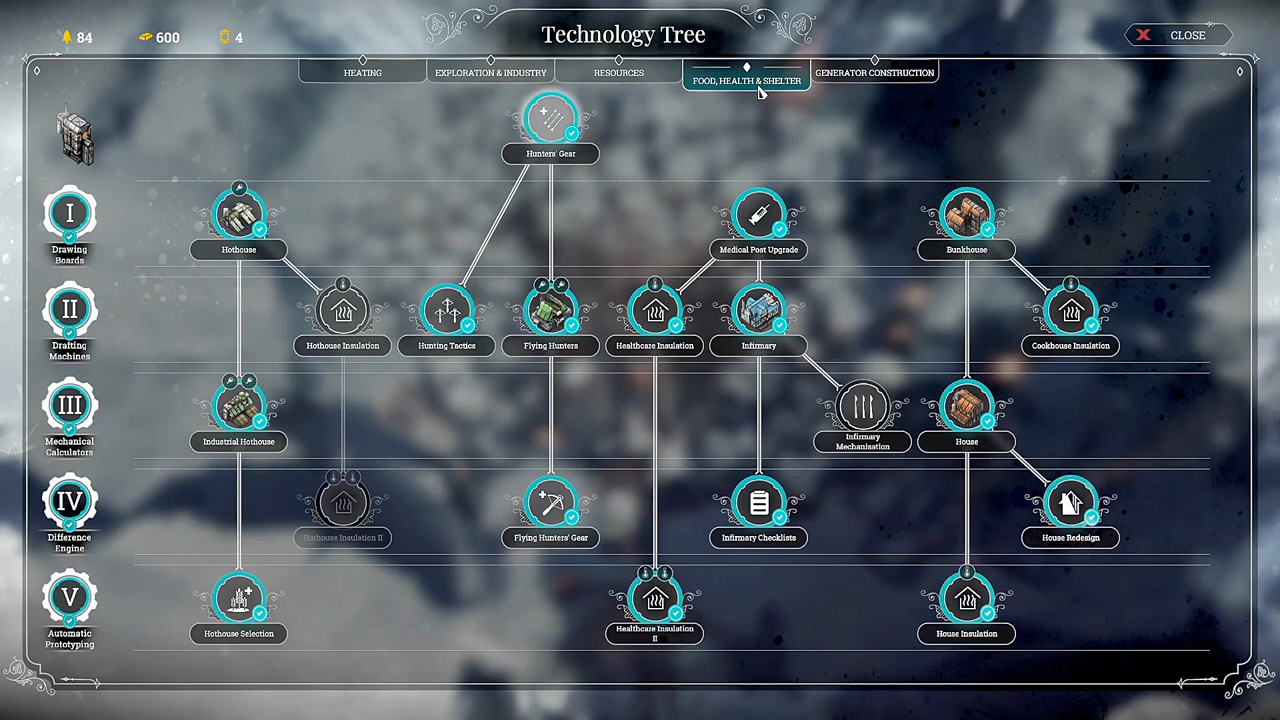 84
600
4
Technology Tree
CLOSE
HEATING
EXPLORATION & INDUSTRY
RESOURCES
FOOD, HEALTH & SHELTER
GENERATOR CONSTRUCTION
Hunters' Gear
I
Drawing
Boards
Hothouse
Medical Post Upgrade
Bunkhouse
II
Drafting
Machines
Hothouse Insulation
Hunting Tactics
Flying Hunters
Healthcare Insulation
Infirmary
Cookhouse Insulation
III
Mechanical
Calculators
Industrial Hothouse
Infirmary
Mechanisation
House
IV
Difference
Engine
Hothouse Insulation II
Flying Hunters' Gear
Infirmary Checklists
House Redesign
V
Automatic
Prototyping
Hothouse Selection
Healthcare Insulation
II
House Insulation